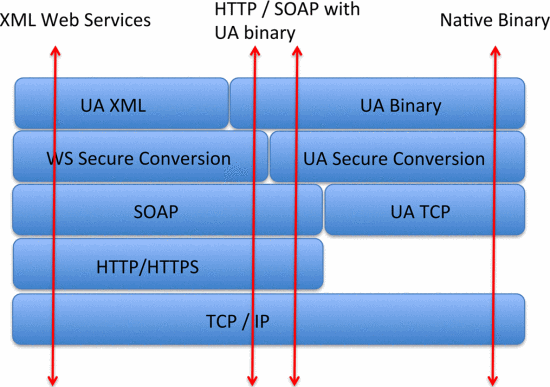 XML Web Services
HTTP / SOAP with
UA binary
Native Binary
UA XML
UA Binary
WS Secure Conversion
UA Secure Conversion
SOAP
UA TCP
HTTP/HTTPS
TCP / IP